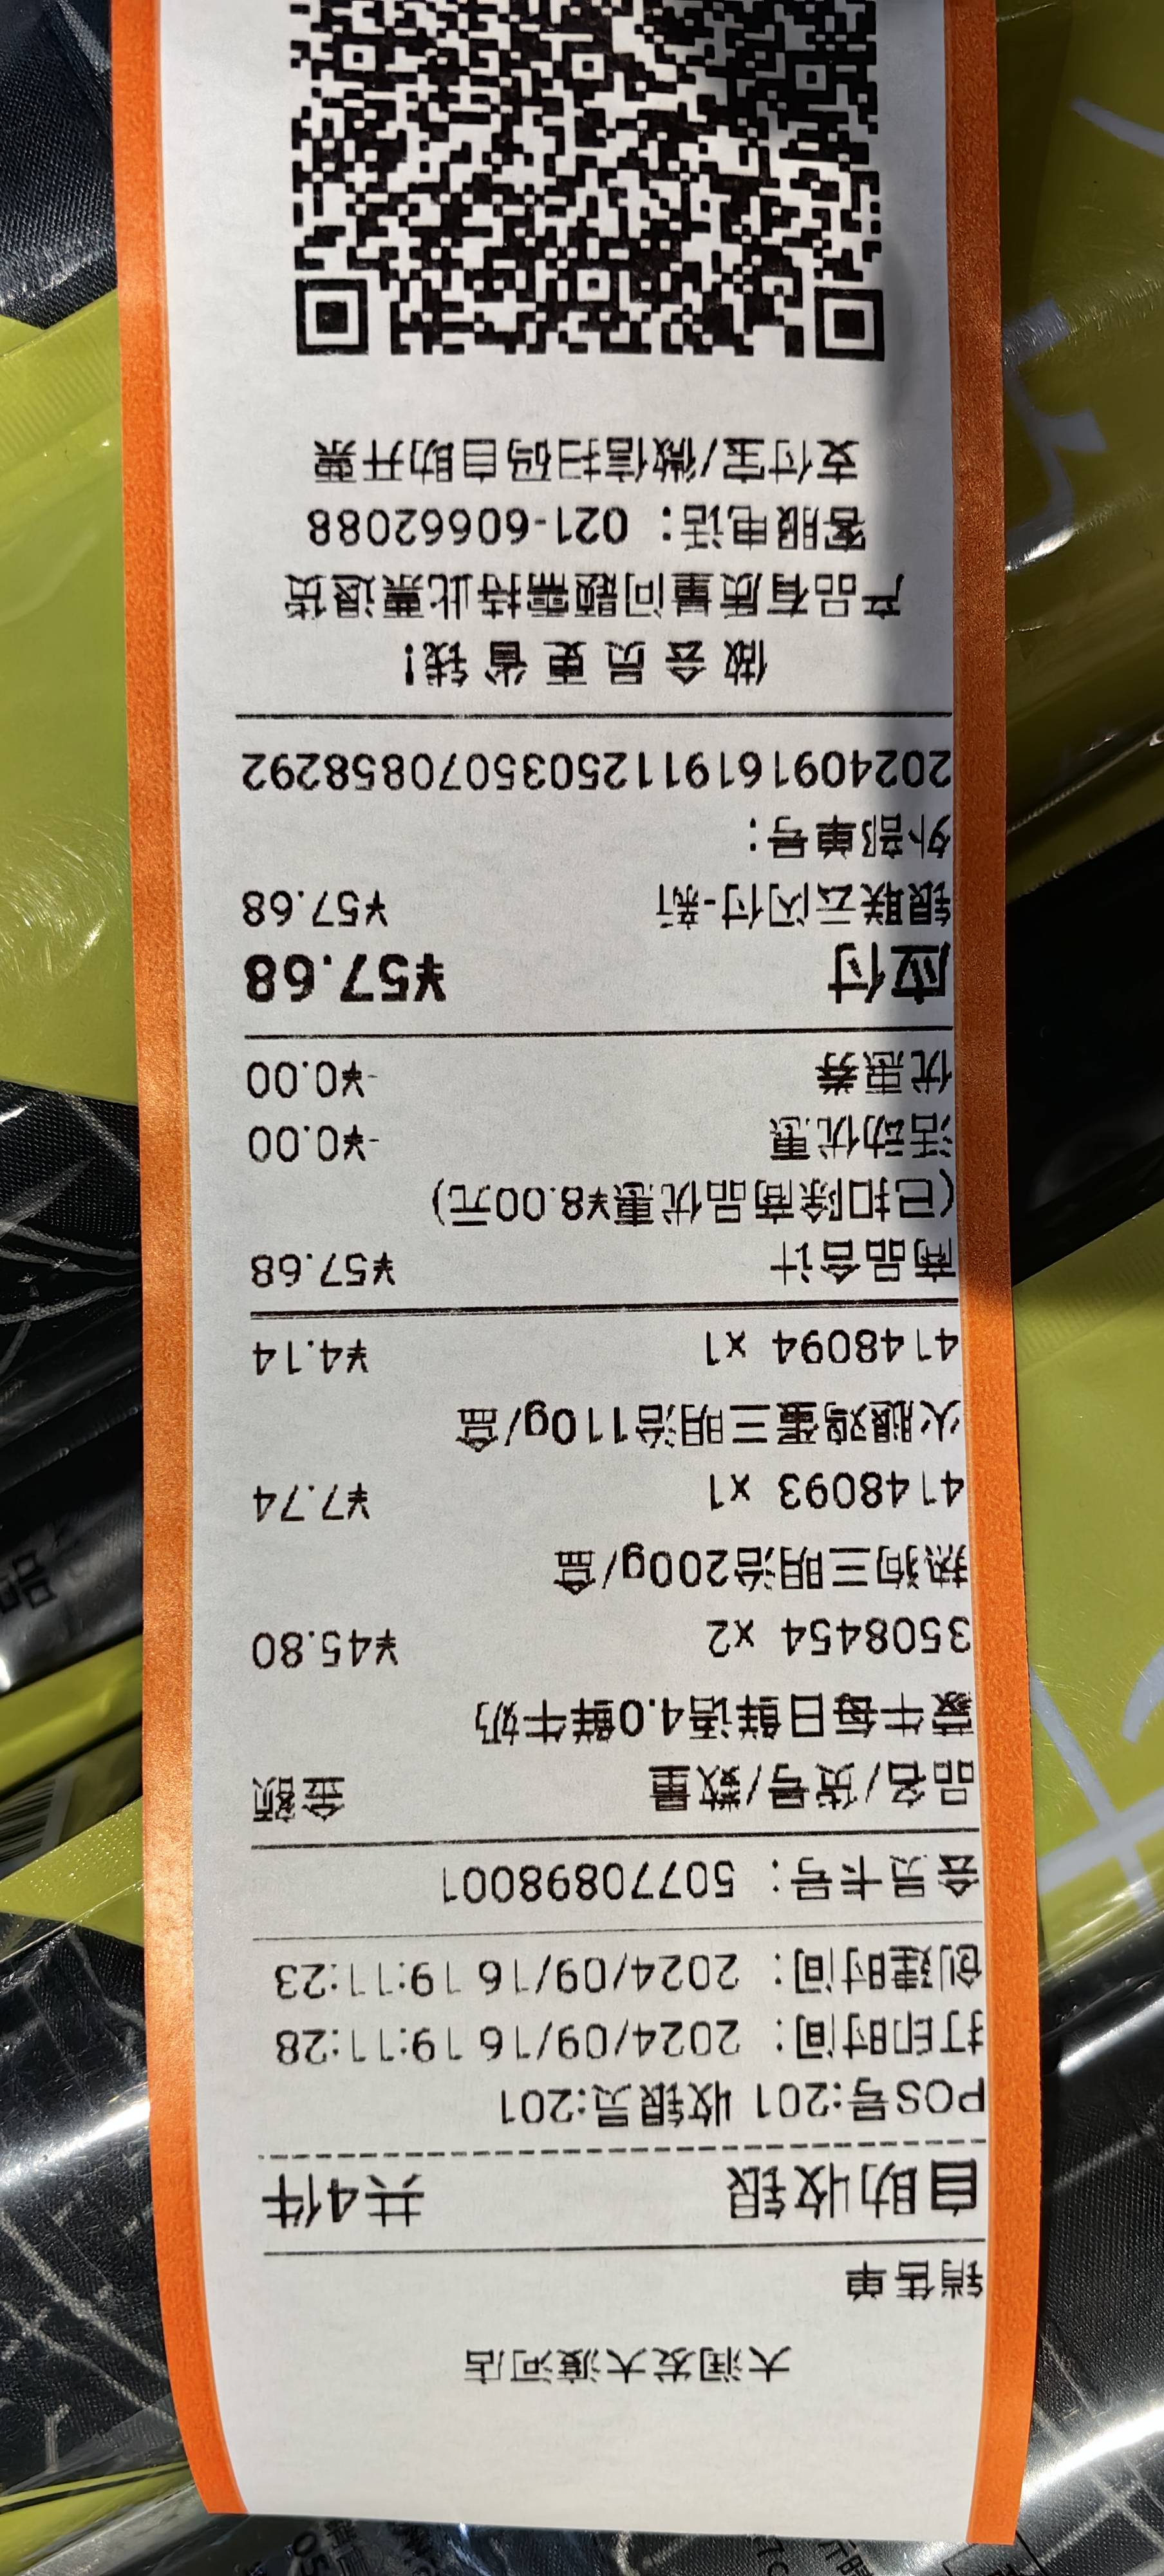 大润发大渡河店
销售单
自助收银 共4件
POS号:201 收银员:201
打印时间: 2024/09/16 19:11:28
创建时间: 2024/09/16 19:11:23
会员卡号: 50770898001
品名/货号/数量 金额
蒙牛每日鲜语4.0鲜牛奶
3508454 x2 ¥45.80
热狗三明治200g/盒
4148093 x1 ¥7.74
火腿鸡蛋三明治110g/盒
4148094 x1 ¥4.14
商品合计 ¥57.68
(已扣除商品优惠¥8.00元)
活动优惠 -¥0.00
优惠券 -¥0.00
应付 ¥57.68
银联云闪付-新 ¥57.68
外部单号:
20240916191125035070858292
做会员更省钱!
产品有质量问题需持此票退货
客服电话: 021-60662088
支付宝/微信扫码自助开票